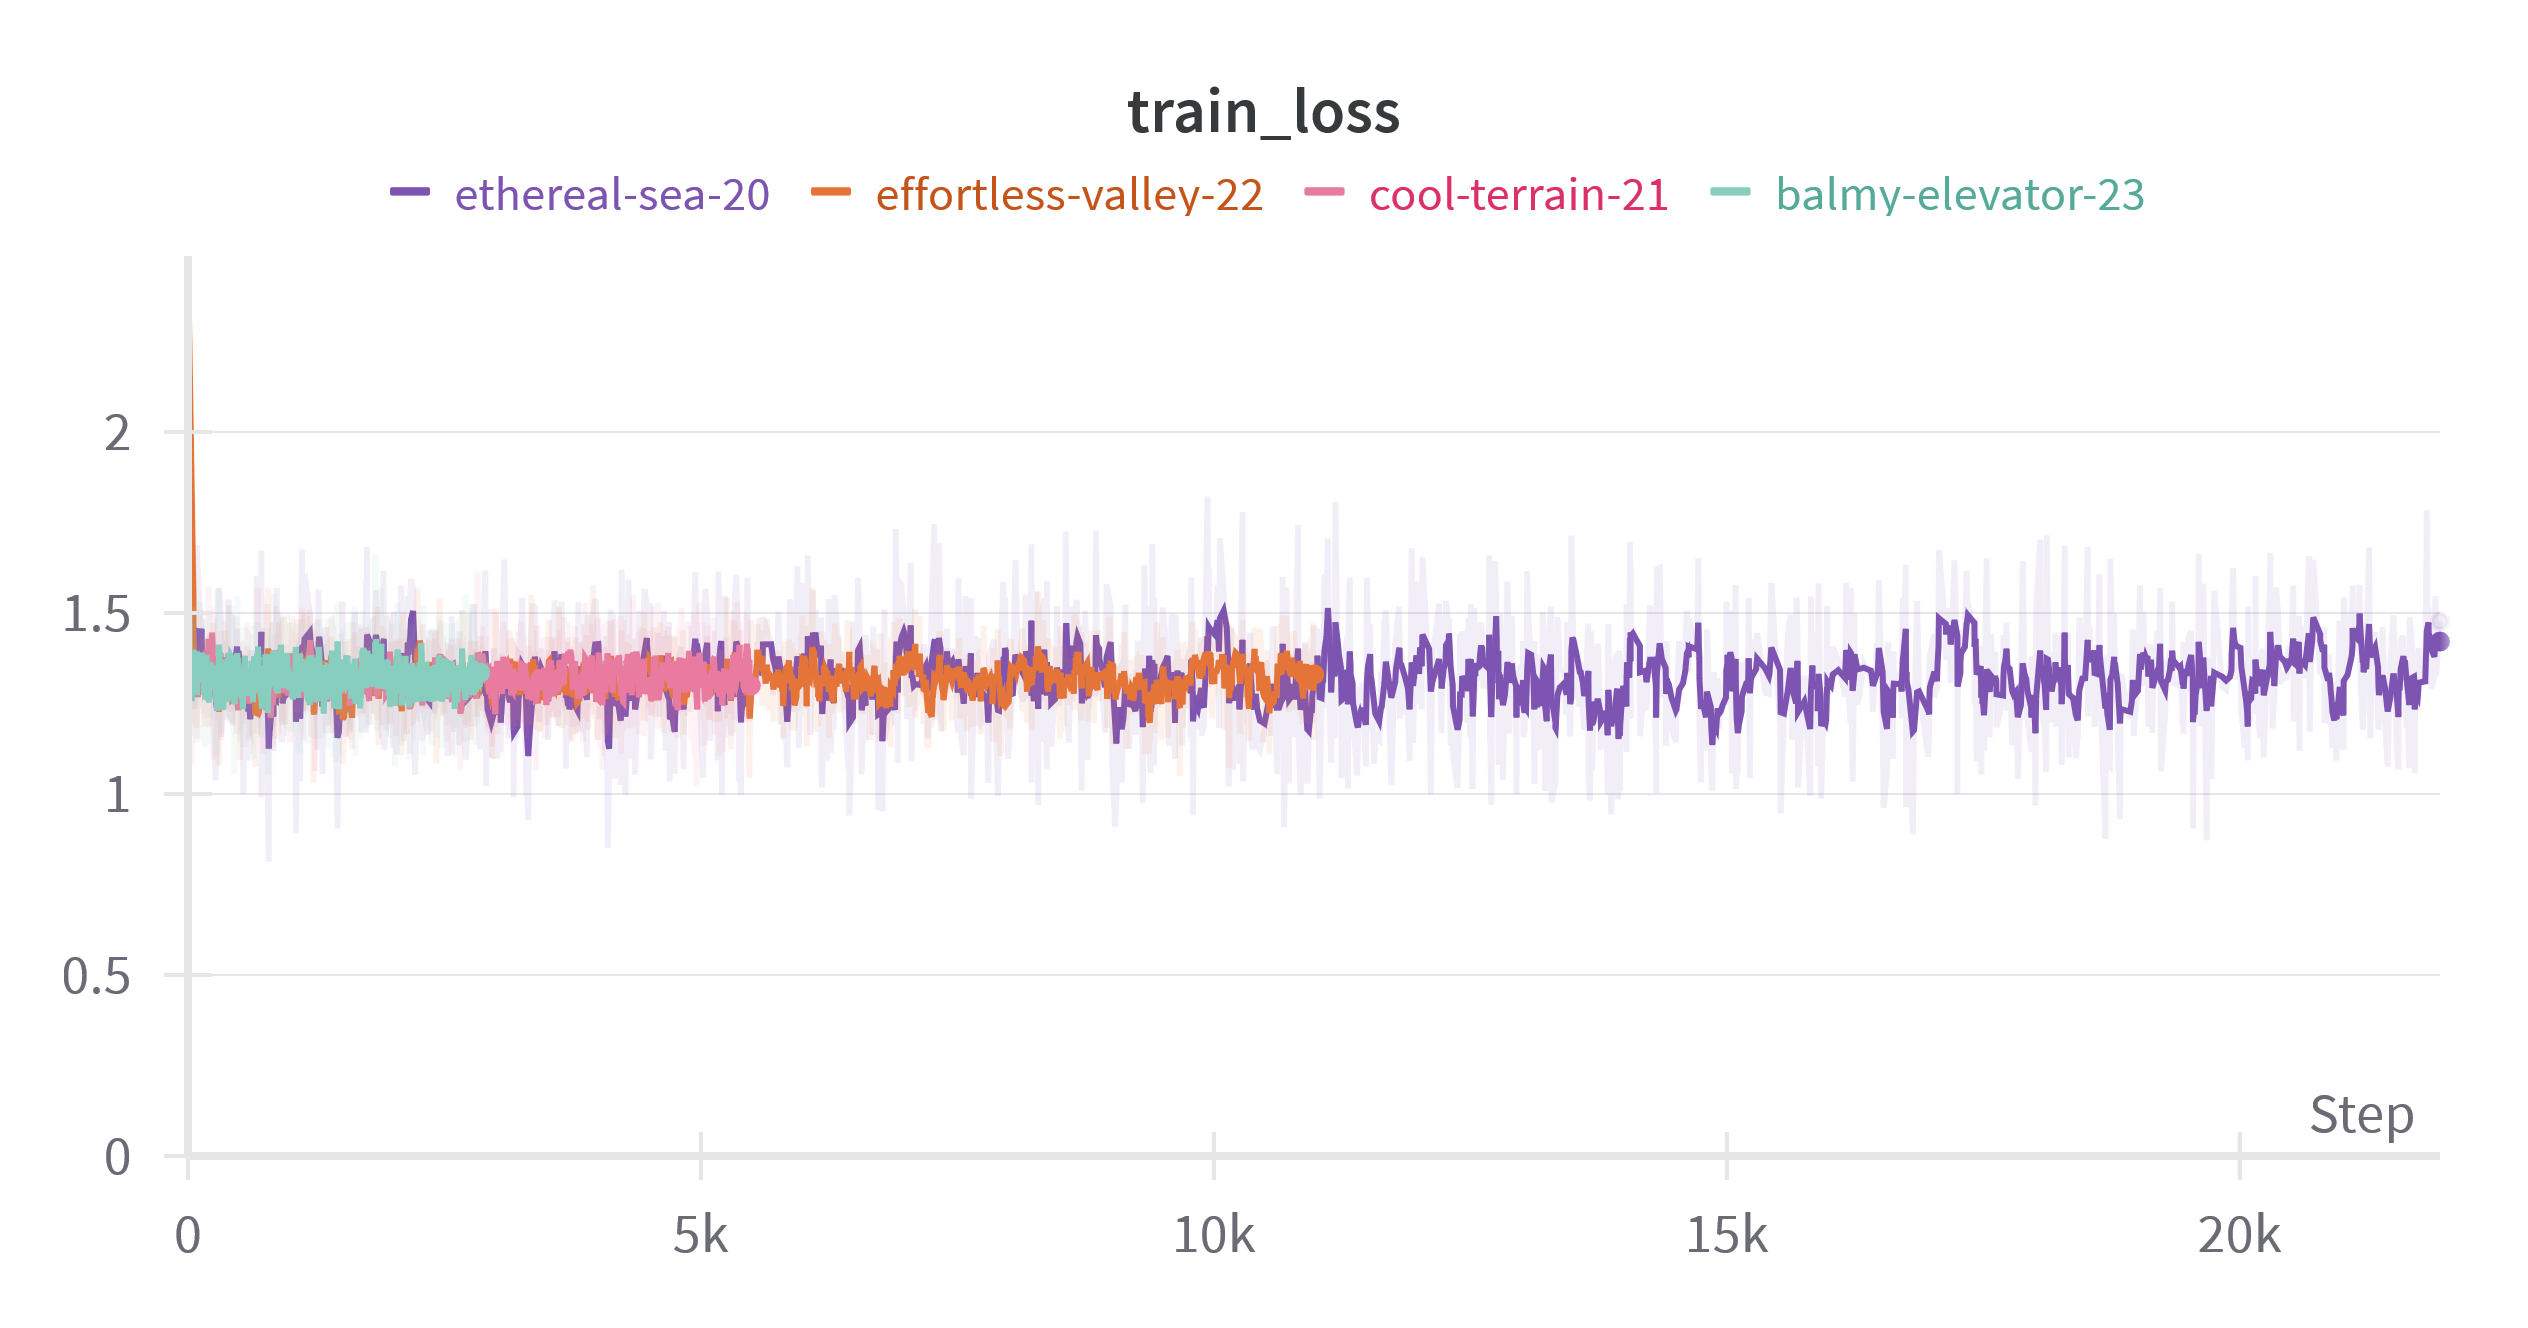 train_loss
ethereal-sea-20 effortless-valley-22 cool-terrain-21 balmy-elevator-23
2
1.5
1
0.5
Step
0
0 5k 10k 15k 20k